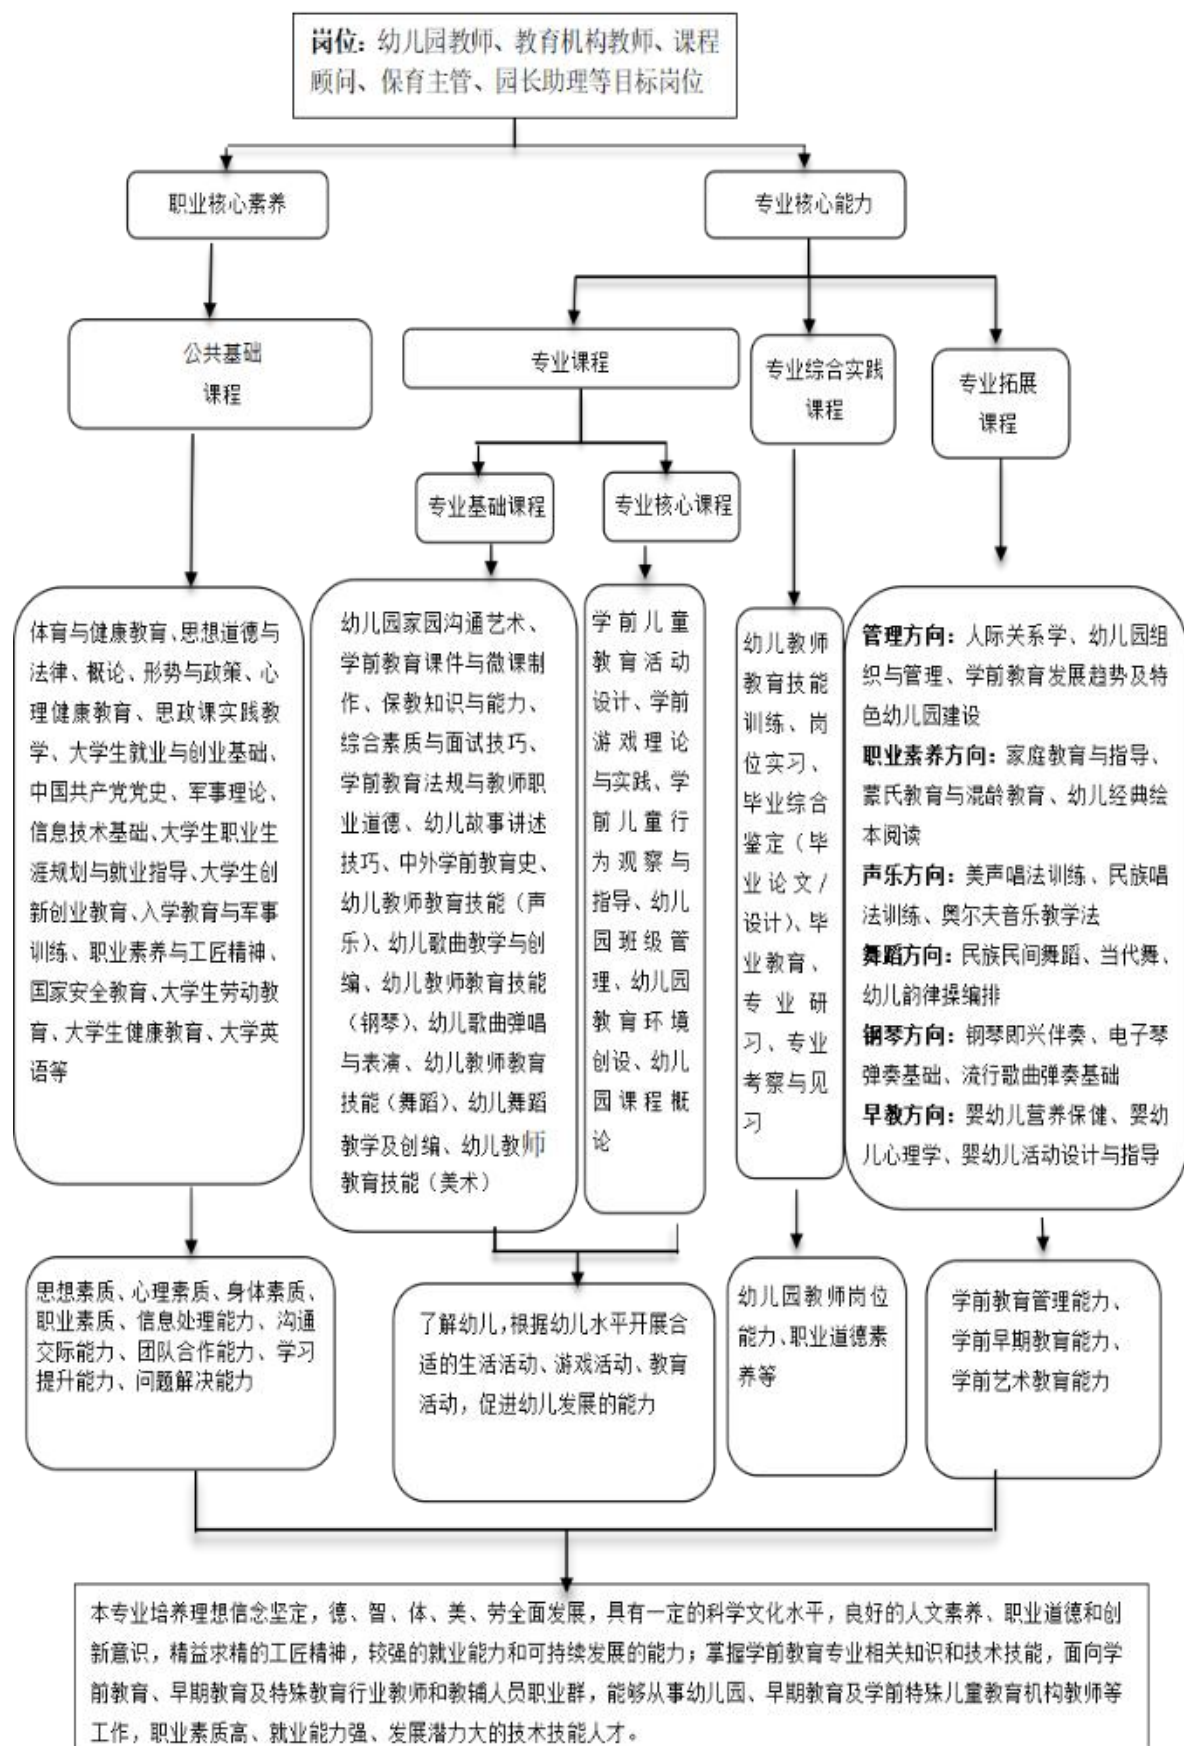 岗位：幼儿园教师、教育机构教师、课程
顾问、保育主管、园长助理等目标岗位
职业核心素养
专业核心能力
公共基础
课程
专业课程
专业综合实践
课程
专业拓展
课程
专业基础课程
专业核心课程
体育与健康教育、思想道德与
法律、概论、形势与政策、心
理健康教育、思政课实践教
学、大学生就业与创业基础、
中国共产党党史、军事理论、
信息技术基础、大学生职业生
涯规划与就业指导、大学生创
新创业教育、入学教育与军事
训练、职业素养与工匠精神、
国家安全教育、大学生劳动教
育、大学生健康教育、大学英
语等
幼儿园家园沟通艺术、
学前教育课件与微课制
作、保教知识与能力、
综合素质与面试技巧、
学前教育法规与教师职
业道德、幼儿故事讲述
技巧、中外学前教育史、
幼儿教师教育技能（声
乐）、幼儿歌曲教学与创
编、幼儿教师教育技能
（钢琴）、幼儿歌曲弹唱
与表演、幼儿教师教育
技能（舞蹈）、幼儿舞蹈
教学及创编、幼儿教师
教育技能（美术）
学前儿童
教育活动
设计、学前
游戏理论
与实践、学
前儿童行
为观察与
指导、幼儿
园班级管
理、幼儿园
教育环境
创设、幼儿
园课程概
论
幼儿教师
教育技能
训练、岗
位实习、
毕业综合
鉴定（毕
业论文/
设计）、毕
业教育、
专业研
习、专业
考察与见
习
管理方向：人际关系学、幼儿园组
织与管理、学前教育发展趋势及特
色幼儿园建设
职业素养方向：家庭教育与指导、
蒙氏教育与混龄教育、幼儿经典绘
本阅读
声乐方向：美声唱法训练、民族唱
法训练、奥尔夫音乐教学法
舞蹈方向：民族民间舞蹈、当代舞、
幼儿韵律操编排
钢琴方向：钢琴即兴伴奏、电子琴
弹奏基础、流行歌曲弹奏基础
早教方向：婴幼儿营养保健、婴幼
儿心理学、婴幼儿活动设计与指导
思想素质、心理素质、身体素质、
职业素质、信息处理能力、沟通
交际能力、团队合作能力、学习
提升能力、问题解决能力
了解幼儿，根据幼儿水平开展合
适的生活活动、游戏活动、教育
活动，促进幼儿发展的能力
幼儿园教师岗位
能力、职业道德素
养等
学前教育管理能力、
学前早期教育能力、
学前艺术教育能力
本专业培养理想信念坚定，德、智、体、美、劳全面发展，具有一定的科学文化水平，良好的人文素养、职业道德和创
新意识，精益求精的工匠精神，较强的就业能力和可持续发展的能力；掌握学前教育专业相关知识和技术技能，面向学
前教育、早期教育及特殊教育行业教师和教辅人员职业群，能够从事幼儿园、早期教育及学前特殊儿童教育机构教师等
工作，职业素质高、就业能力强、发展潜力大的技术技能人才。